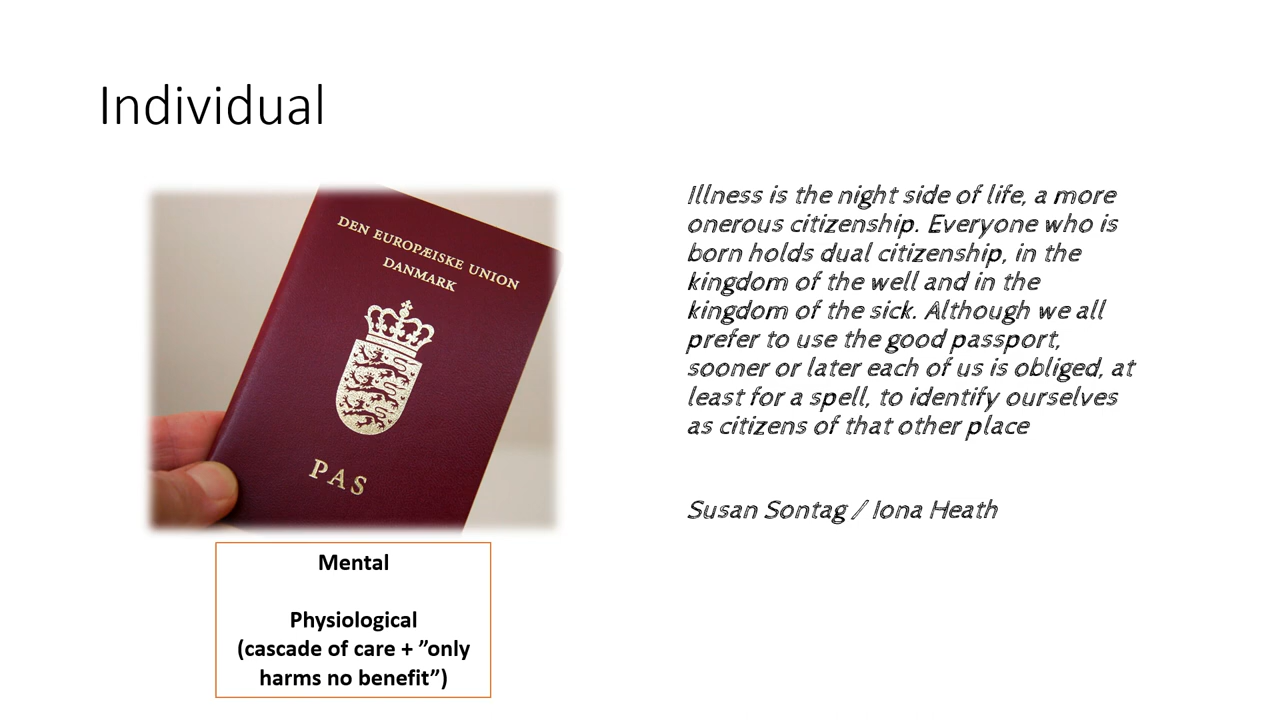 Individual
DEN EUROPÆISKE UNION
DANMARK
PAS
Mental
Physiological
(cascade of care + ”only
harms no benefit”)
Illness is the night side of life, a more
onerous citizenship. Everyone who is
born holds dual citizenship, in the
kingdom of the well and in the
kingdom of the sick. Although we all
prefer to use the good passport,
sooner or later each of us is obliged, at
least for a spell, to identify ourselves
as citizens of that other place
Susan Sontag / Iona Heath